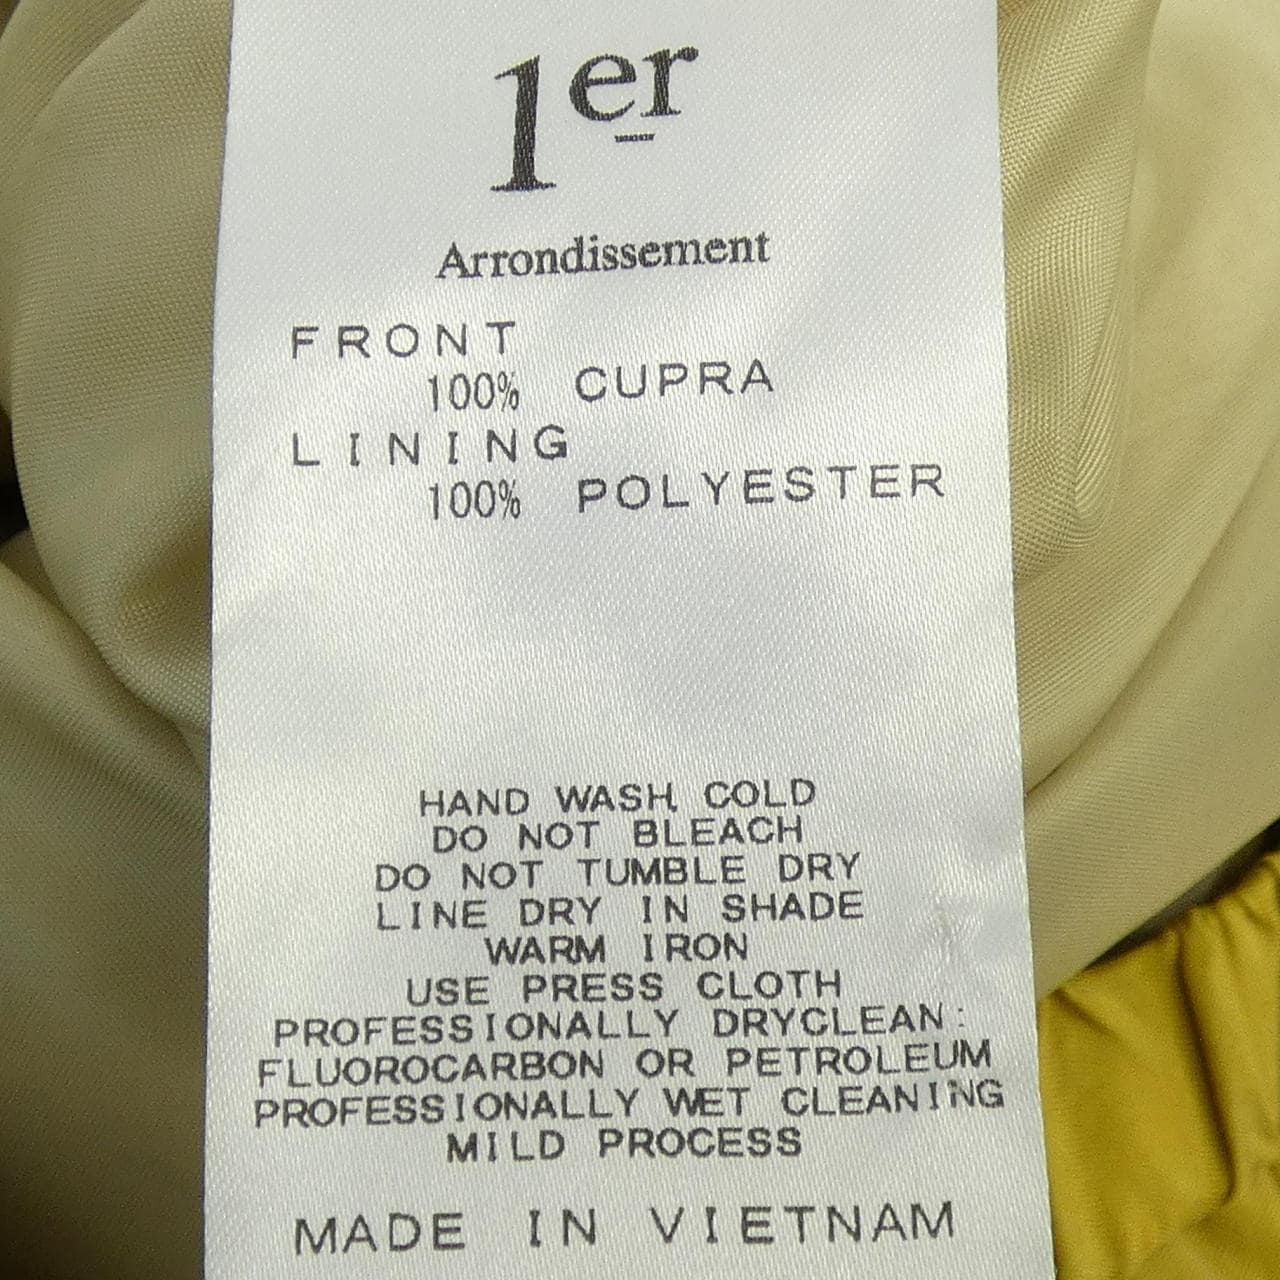 1er
Arrondissement
FRONT
100% CUPRA
LINING
100% POLYESTER
HAND WASH COLD
DO NOT BLEACH
DO NOT TUMBLE DRY
LINE DRY IN SHADE
WARM IRON
USE PRESS CLOTH
PROFESSIONALLY DRYCLEAN:
FLUOROCARBON OR PETROLEUM
PROFESSIONALLY WET CLEANING
MILD PROCESS
MADE IN VIETNAM